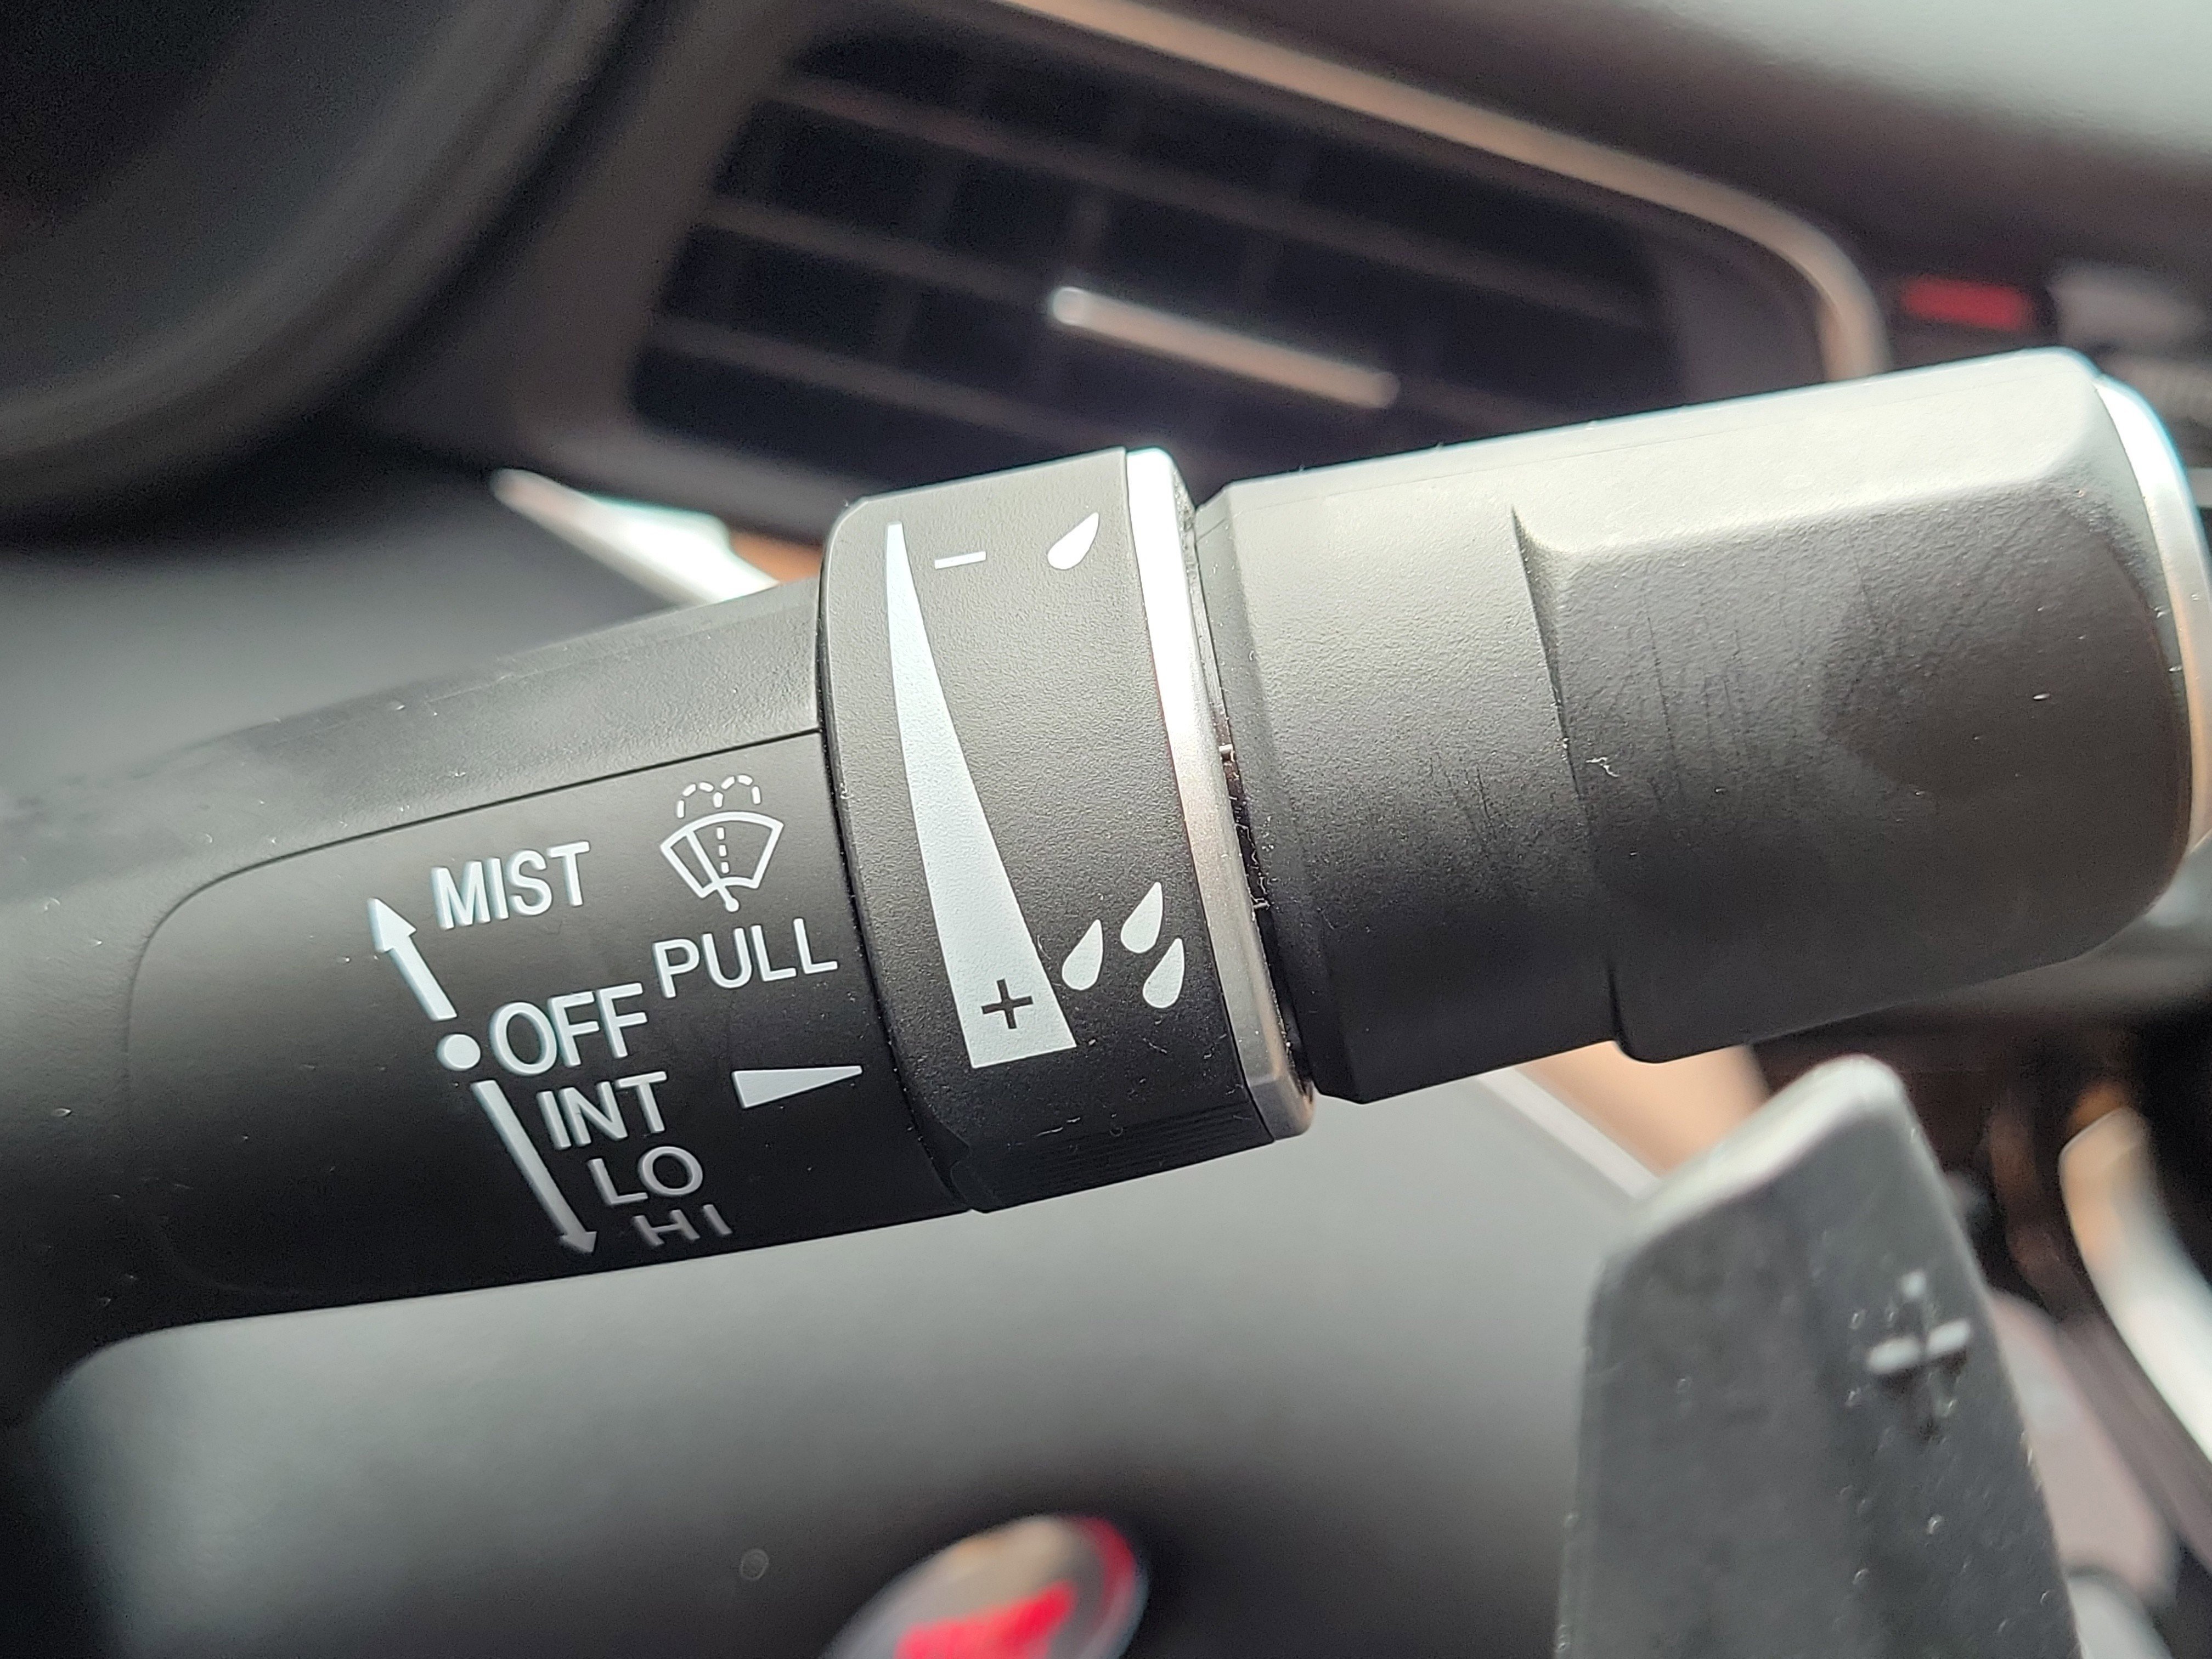 MIST
PULL
OFF
INT
LO
HI
−
+
+